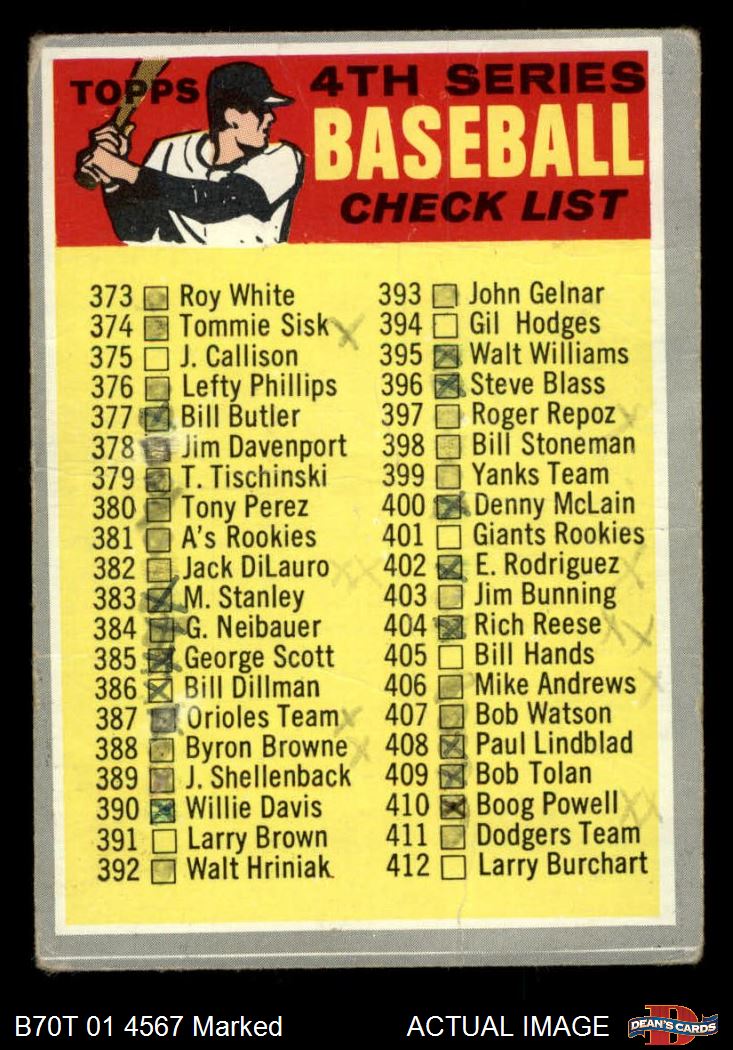 TOPPS
4TH SERIES
BASEBALL
CHECK LIST
373 Roy White
374 Tommie Sisk
375 J. Callison
376 Lefty Phillips
377 Bill Butler
378 Jim Davenport
379 T. Tischinski
380 Tony Perez
381 A's Rookies
382 Jack DiLauro
383 M. Stanley
384 G. Neibauer
385 George Scott
386 Bill Dillman
387 Orioles Team
388 Byron Browne
389 J. Shellenback
390 Willie Davis
391 Larry Brown
392 Walt Hriniak
393 John Gelnar
394 Gil Hodges
395 Walt Williams
396 Steve Blass
397 Roger Repoz
398 Bill Stoneman
399 Yanks Team
400 Denny McLain
401 Giants Rookies
402 E. Rodriguez
403 Jim Bunning
404 Rich Reese
405 Bill Hands
406 Mike Andrews
407 Bob Watson
408 Paul Lindblad
409 Bob Tolan
410 Boog Powell
411 Dodgers Team
412 Larry Burchart
B70T 01 4567 Marked
ACTUAL IMAGE
DEAN'S CARDS